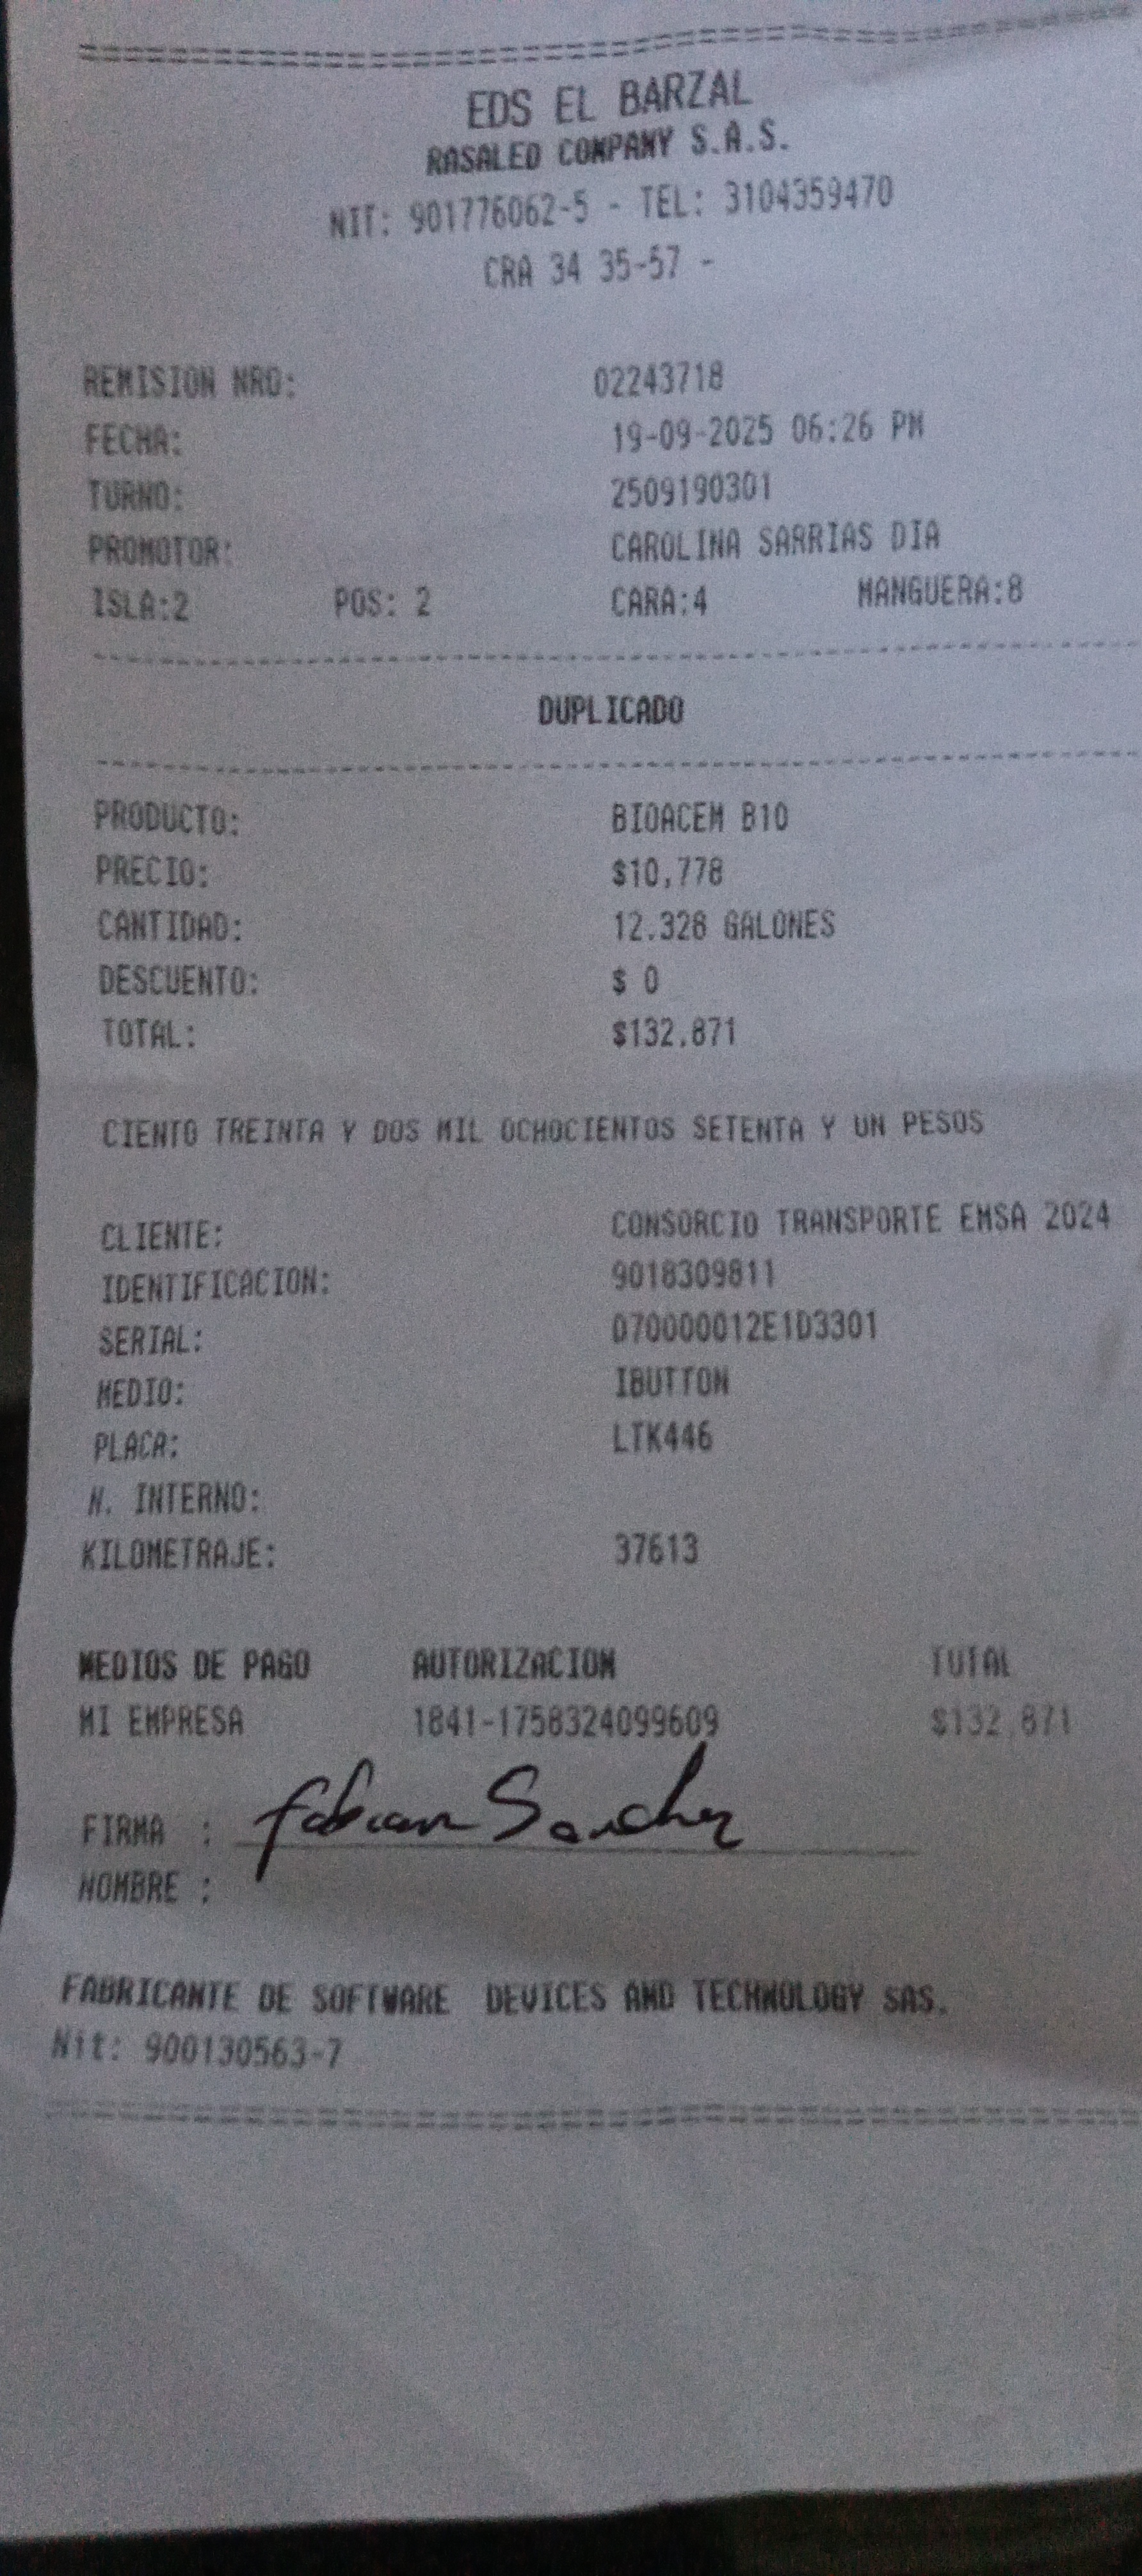 EDS EL BARZAL
RASALED COMPANY S.A.S.
NIT: 901776062-5 - TEL: 3104359470
CRA 34 35-57 -
REMISION NRO: 02243718
FECHA: 19-09-2025 06:26 PM
TURNO: 2509190301
PROMOTOR: CAROLINA SARRIAS DIA
ISLA:2 POS: 2 CARA:4 MANGUERA:8
DUPLICADO
PRODUCTO: BIOACEM B10
PRECIO: $10,778
CANTIDAD: 12.328 GALONES
DESCUENTO: $ 0
TOTAL: $132,871
CIENTO TREINTA Y DOS MIL OCHOCIENTOS SETENTA Y UN PESOS
CLIENTE: CONSORCIO TRANSPORTE EMSA 2024
IDENTIFICACION: 9018309811
SERIAL: D70000012E1D3301
MEDIO: IBUTTON
PLACA: LTK446
N. INTERNO:
KILOMETRAJE: 37613
MEDIOS DE PAGO AUTORIZACION TOTAL
MI EMPRESA 1841-1758324099609 $132,871
FIRMA : fabian Sanchez
NOMBRE :
FABRICANTE DE SOFTWARE DEVICES AND TECHNOLOGY SAS.
Nit: 900130563-7